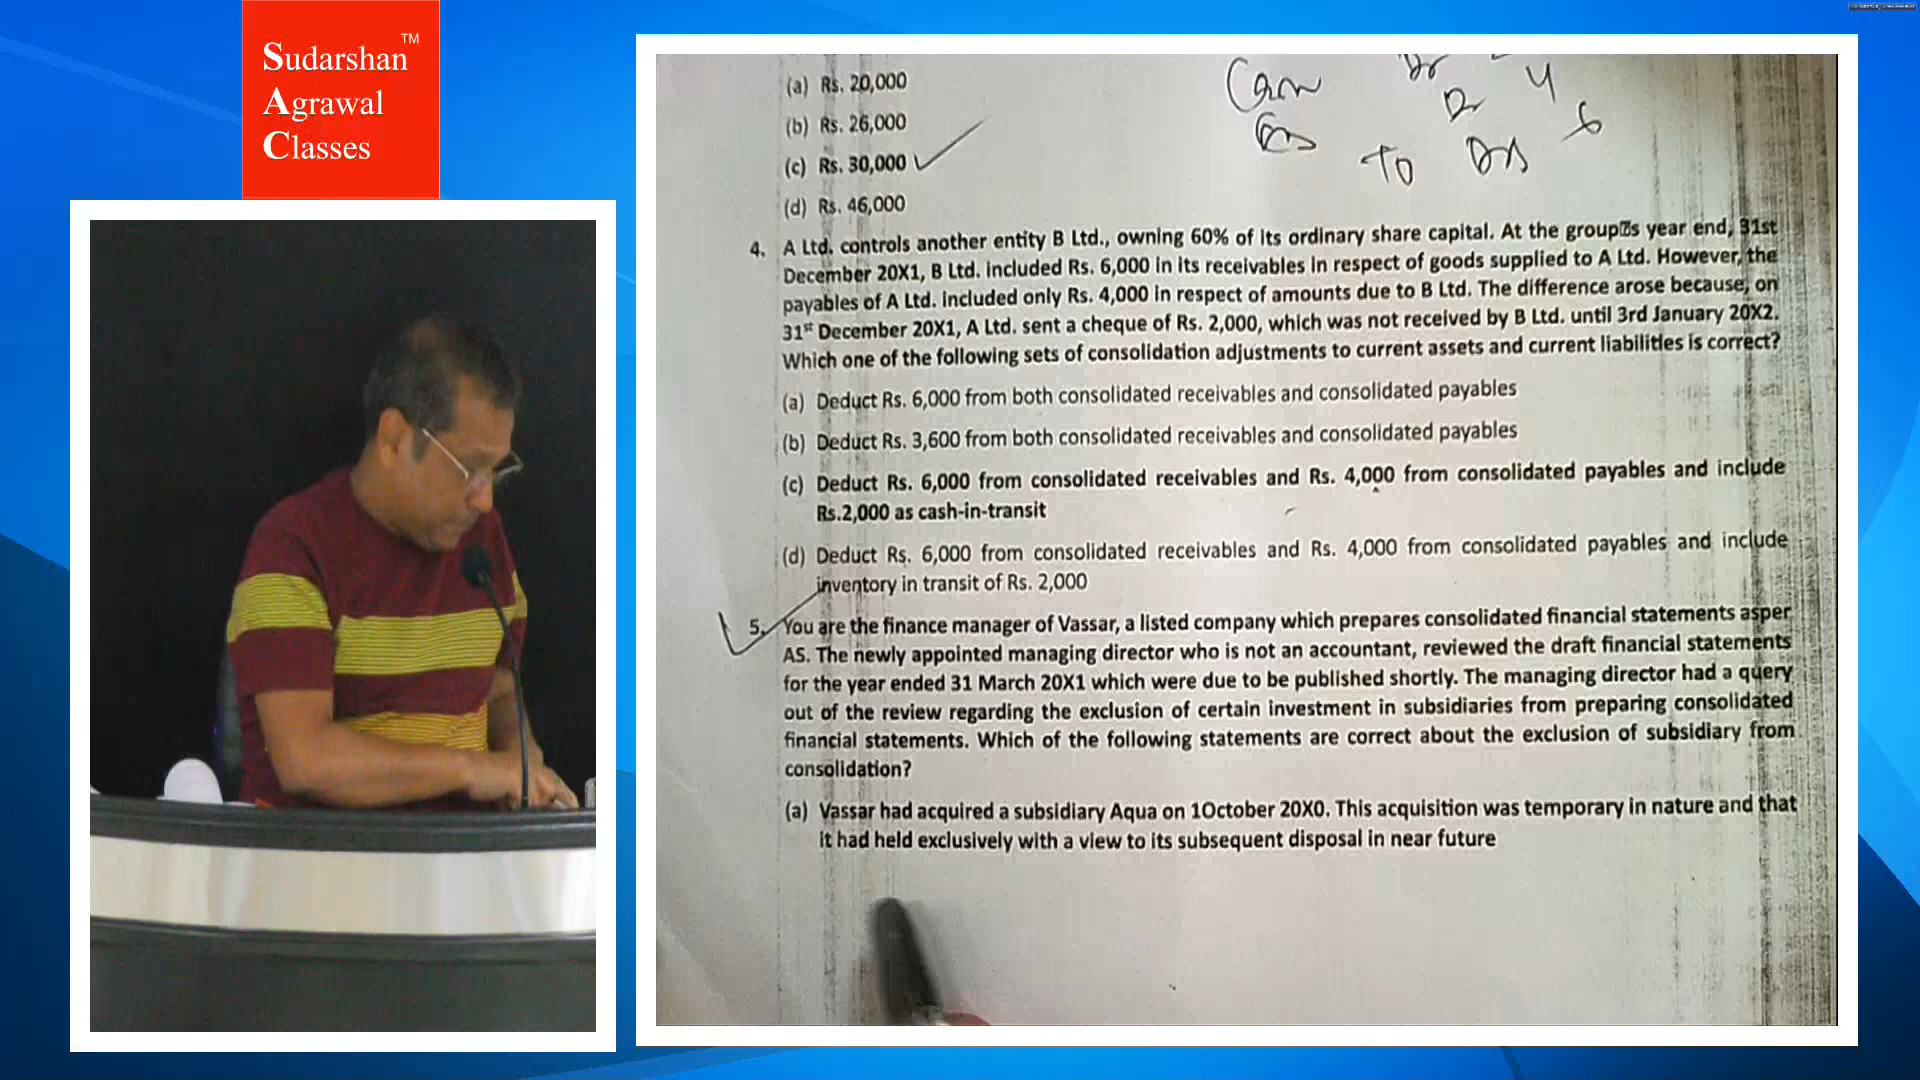 Sudarshan TM
Agrawal
Classes
(a) Rs. 20,000
(b) Rs. 26,000
(c) Rs. 30,000
(d) Rs. 46,000
Dr
4
Dr
6
To Drs
4. A Ltd. controls another entity B Ltd., owning 60% of its ordinary share capital. At the group⍰s year end, 31st
December 20X1, B Ltd. included Rs. 6,000 in its receivables in respect of goods supplied to A Ltd. However, the
payables of A Ltd. included only Rs. 4,000 in respect of amounts due to B Ltd. The difference arose because, on
31st December 20X1, A Ltd. sent a cheque of Rs. 2,000, which was not received by B Ltd. until 3rd January 20X2.
Which one of the following sets of consolidation adjustments to current assets and current liabilities is correct?
(a) Deduct Rs. 6,000 from both consolidated receivables and consolidated payables
(b) Deduct Rs. 3,600 from both consolidated receivables and consolidated payables
(c) Deduct Rs. 6,000 from consolidated receivables and Rs. 4,000 from consolidated payables and include
Rs.2,000 as cash-in-transit
(d) Deduct Rs. 6,000 from consolidated receivables and Rs. 4,000 from consolidated payables and include
inventory in transit of Rs. 2,000
5. You are the finance manager of Vassar, a listed company which prepares consolidated financial statements asper
AS. The newly appointed managing director who is not an accountant, reviewed the draft financial statements
for the year ended 31 March 20X1 which were due to be published shortly. The managing director had a query
out of the review regarding the exclusion of certain investment in subsidiaries from preparing consolidated
financial statements. Which of the following statements are correct about the exclusion of subsidiary from
consolidation?
(a) Vassar had acquired a subsidiary Aqua on 1October 20X0. This acquisition was temporary in nature and that
it had held exclusively with a view to its subsequent disposal in near future